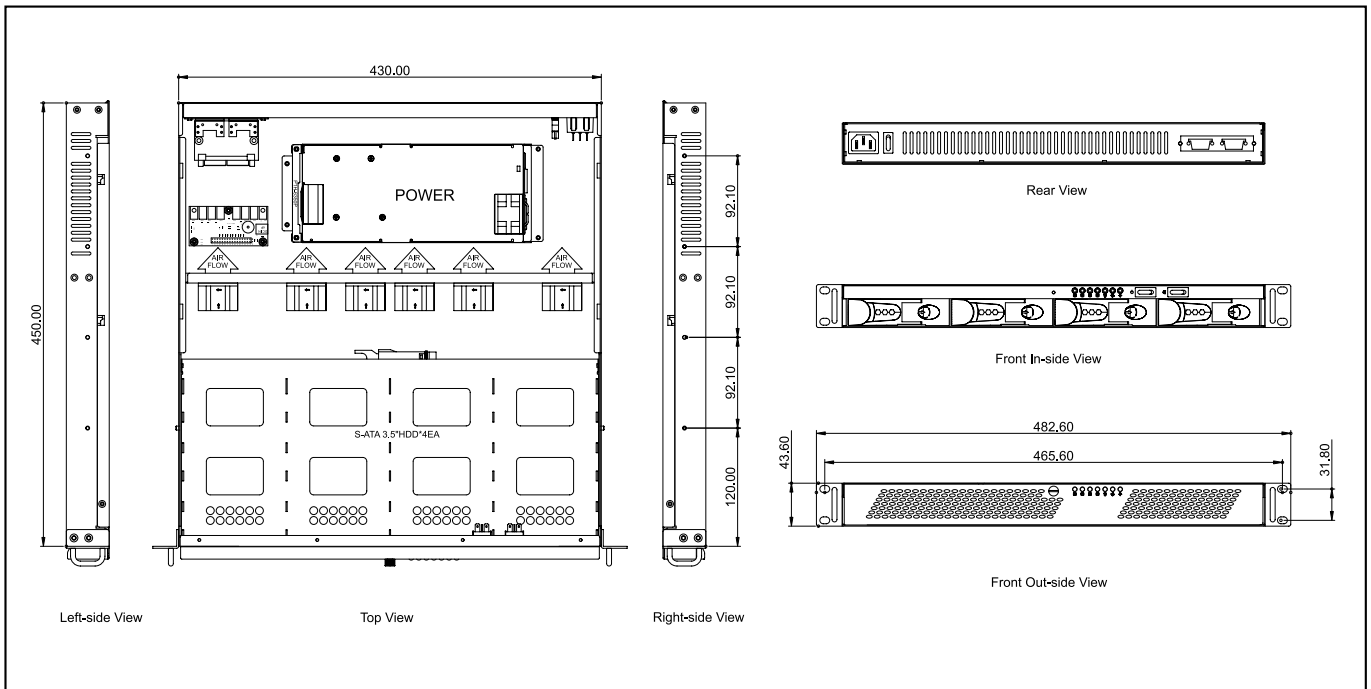 430.00
450.00
POWER
AIR
FLOW
AIR
FLOW
AIR
FLOW
AIR
FLOW
AIR
FLOW
AIR
FLOW
S-ATA 3.5"HDD*4EA
92.10
92.10
92.10
120.00
Left-side View
Top View
Right-side View
Rear View
Front In-side View
482.60
465.60
43.60
31.80
Front Out-side View